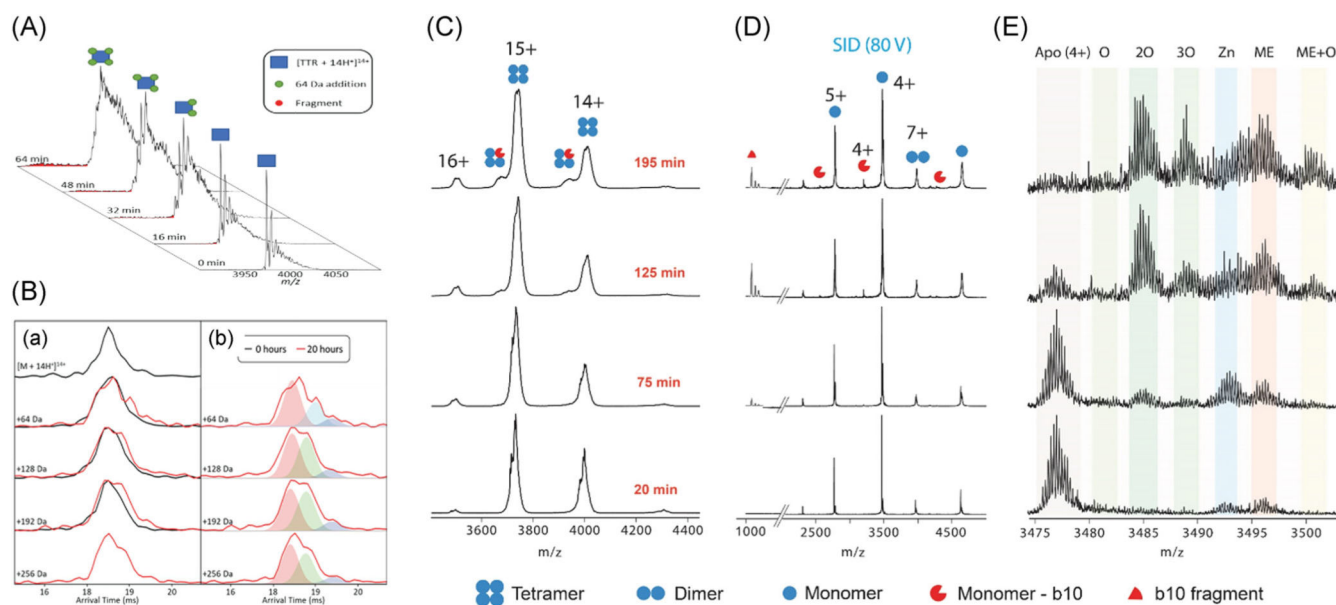 (A)
[TTR + 14H⁺]¹⁴⁺
64 Da addition
Fragment
64 min
48 min
32 min
16 min
0 min
3950 4000 4050
m/z
(B)
(a)
(b)
[M + 14H⁺]¹⁴⁺
0 hours 20 hours
+64 Da
+128 Da
+192 Da
+256 Da
+64 Da
+128 Da
+192 Da
+256 Da
16 17 18 19 20
16 17 18 19 20
Arrival Time (ms)
Arrival Time (ms)
(C)
15+
14+
16+
195 min
125 min
75 min
20 min
3400 3600 3800 4000 4200 4400
m/z
(D)
SID (80 V)
4+
5+
7+
4+
1000 2500 3500 4500
m/z
(E)
Apo (4+) O 2O 3O Zn ME ME+O
3475 3480 3485 3490 3495 3500
m/z
Tetramer Dimer Monomer Monomer - b10 b10 fragment